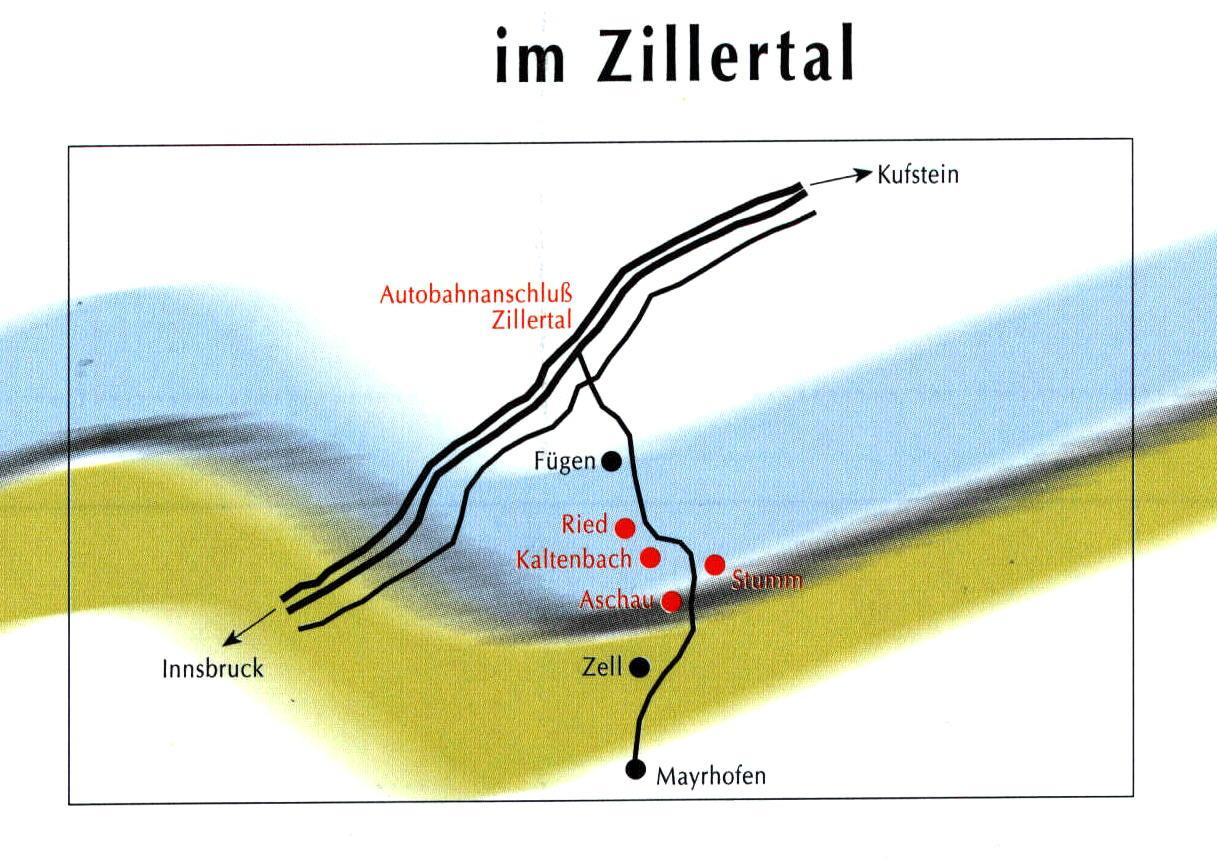 im Zillertal
Kufstein
Autobahnanschluß
Zillertal
Fügen
Ried
Kaltenbach
Stumm
Aschau
Zell
Innsbruck
Mayrhofen